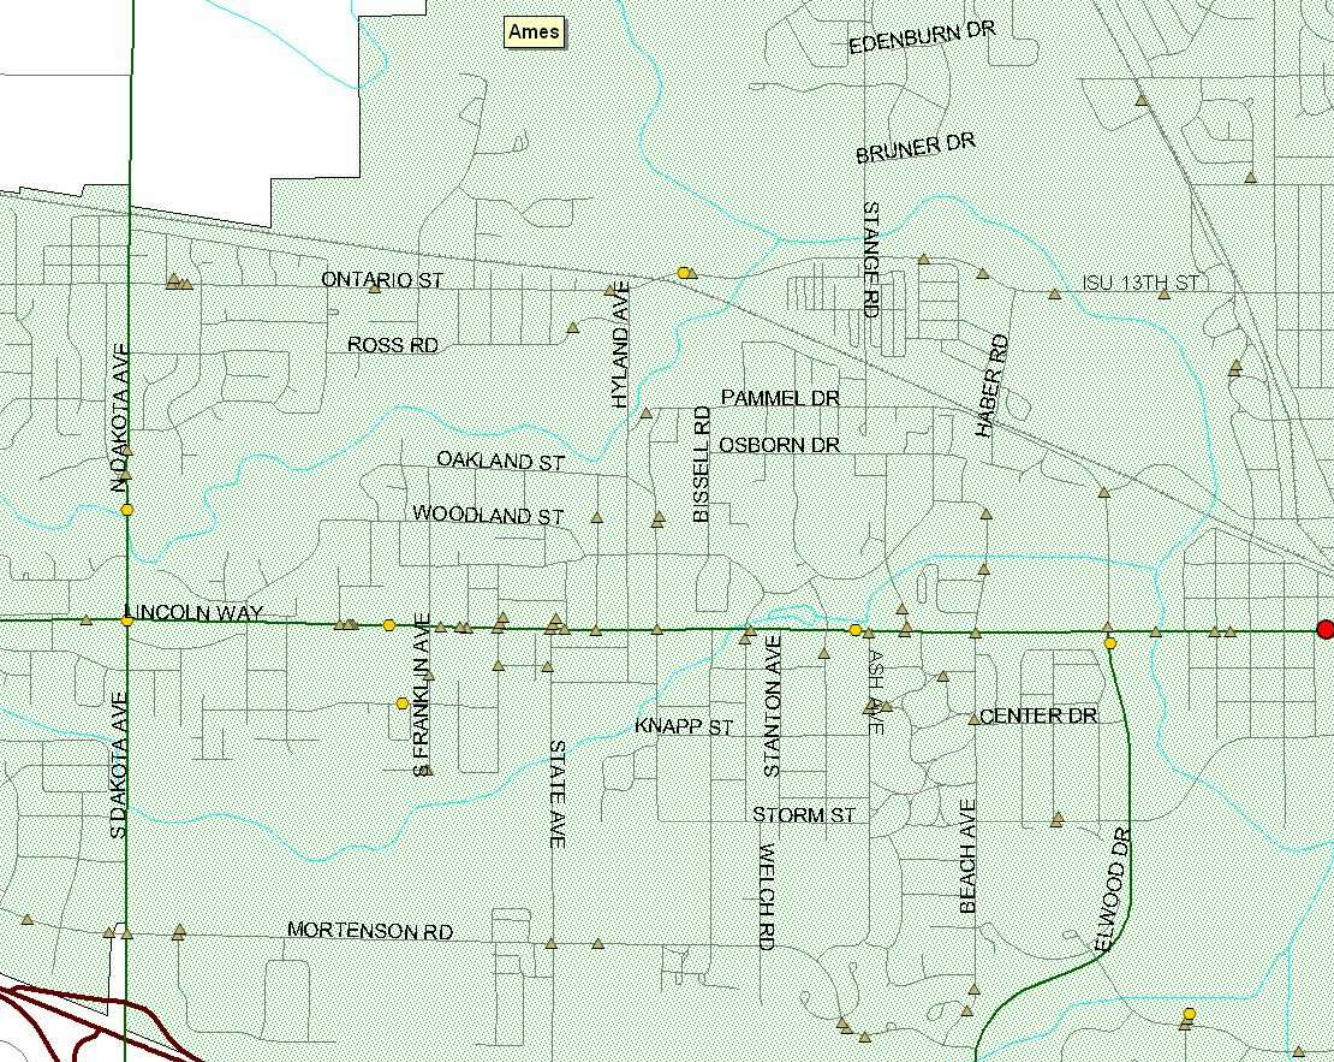 Ames
EDENBURN DR
BRUNER DR
STANGE RD
ONTARIO ST
ISU 13TH ST
HYLAND AVE
ROSS RD
N DAKOTA AVE
HABER RD
PAMMEL DR
BISSELL RD
OSBORN DR
OAKLAND ST
WOODLAND ST
LINCOLN WAY
S FRANKLIN AVE
STANTON AVE
ASH AVE
S DAKOTA AVE
KNAPP ST
CENTER DR
STATE AVE
STORM ST
BEACH AVE
ELWOOD DR
WELCH RD
MORTENSON RD